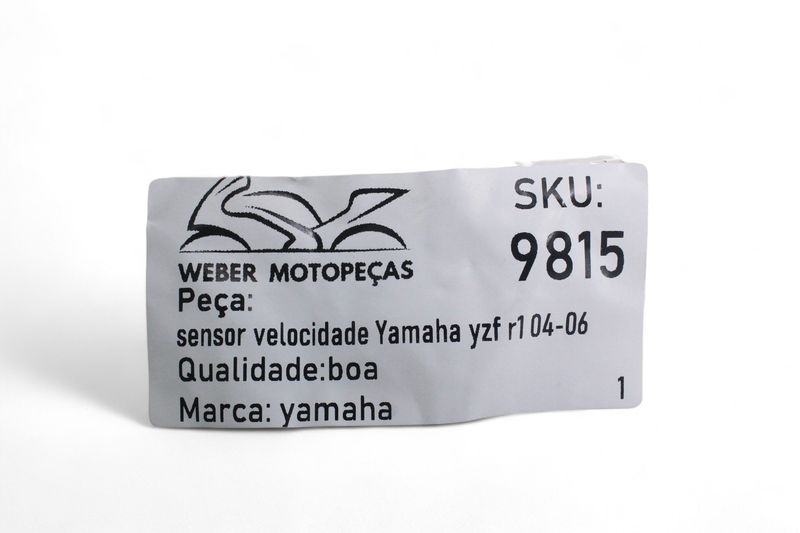 WEBER MOTOPEÇAS
SKU:
9815
Peça:
sensor velocidade Yamaha yzf r1 04-06
Qualidade:boa
Marca: yamaha
1